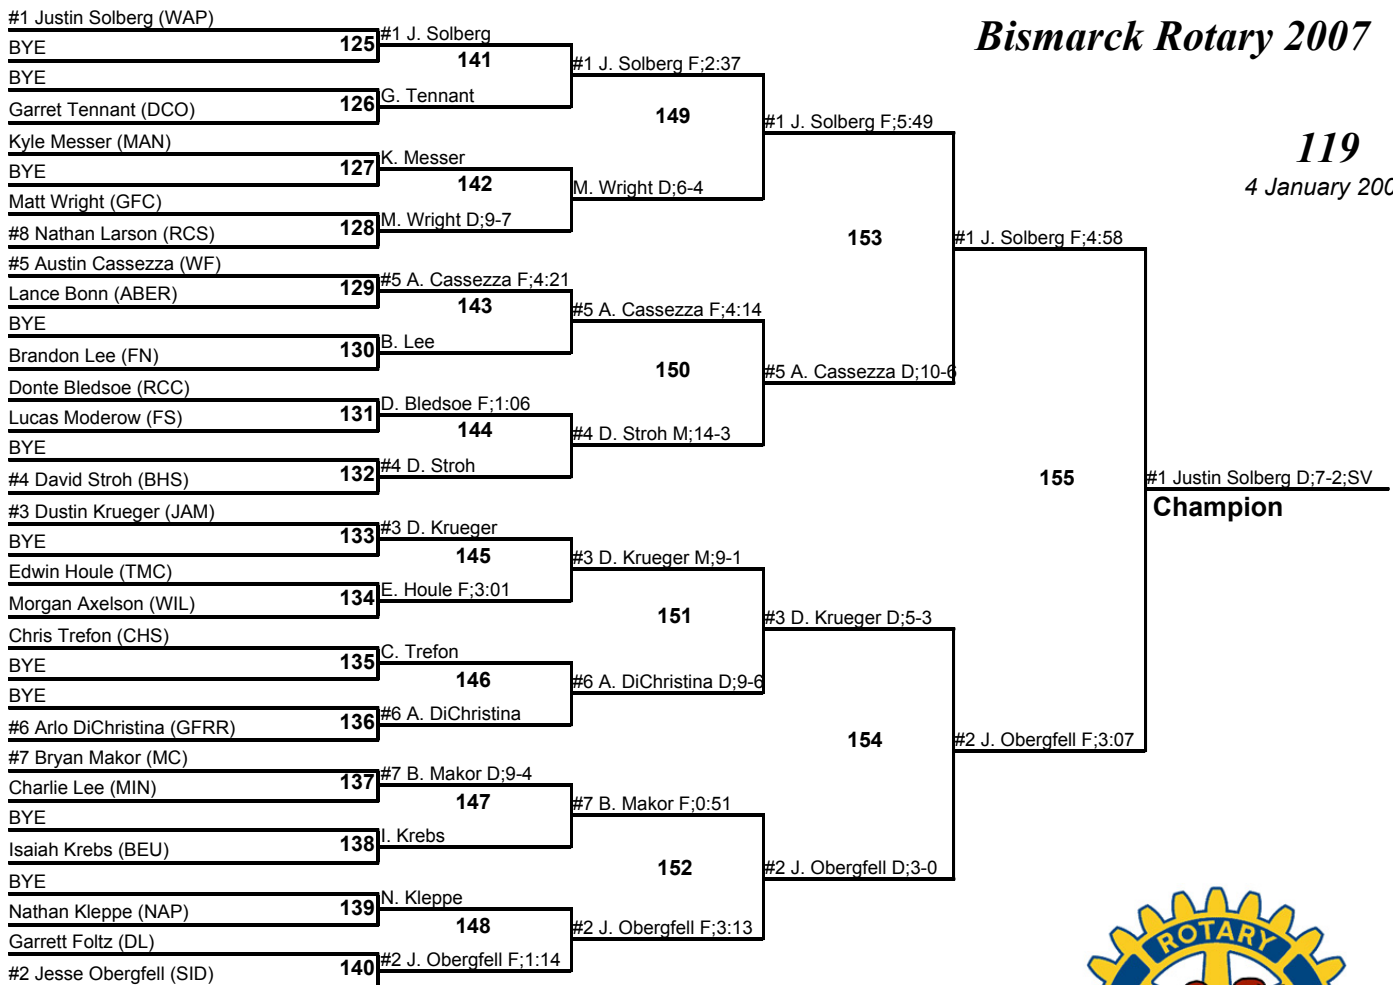 Bismarck Rotary 2007
119
4 January 200
#1 Justin Solberg (WAP)
BYE
125
BYE
Garret Tennant (DCO)
126
Kyle Messer (MAN)
BYE
127
Matt Wright (GFC)
#8 Nathan Larson (RCS)
128
#5 Austin Cassezza (WF)
Lance Bonn (ABER)
129
BYE
Brandon Lee (FN)
130
Donte Bledsoe (RCC)
Lucas Moderow (FS)
131
BYE
#4 David Stroh (BHS)
132
#3 Dustin Krueger (JAM)
BYE
133
Edwin Houle (TMC)
Morgan Axelson (WIL)
134
Chris Trefon (CHS)
BYE
135
BYE
#6 Arlo DiChristina (GFRR)
136
#7 Bryan Makor (MC)
Charlie Lee (MIN)
137
BYE
Isaiah Krebs (BEU)
138
BYE
Nathan Kleppe (NAP)
139
Garrett Foltz (DL)
#2 Jesse Obergfell (SID)
140
#1 J. Solberg
141
G. Tennant
K. Messer
142
M. Wright D;9-7
#5 A. Cassezza F;4:21
143
B. Lee
D. Bledsoe F;1:06
144
#4 D. Stroh
#3 D. Krueger
145
E. Houle F;3:01
C. Trefon
146
#6 A. DiChristina
#7 B. Makor D;9-4
147
I. Krebs
N. Kleppe
148
#2 J. Obergfell F;1:14
#1 J. Solberg F;2:37
149
M. Wright D;6-4
#5 A. Cassezza F;4:14
150
#4 D. Stroh M;14-3
#3 D. Krueger M;9-1
151
#6 A. DiChristina D;9-6
#7 B. Makor F;0:51
152
#2 J. Obergfell F;3:13
#1 J. Solberg F;5:49
153
#5 A. Cassezza D;10-6
#3 D. Krueger D;5-3
154
#2 J. Obergfell D;3-0
#1 J. Solberg F;4:58
155
#2 J. Obergfell F;3:07
#1 Justin Solberg D;7-2;SV
Champion
ROTARY